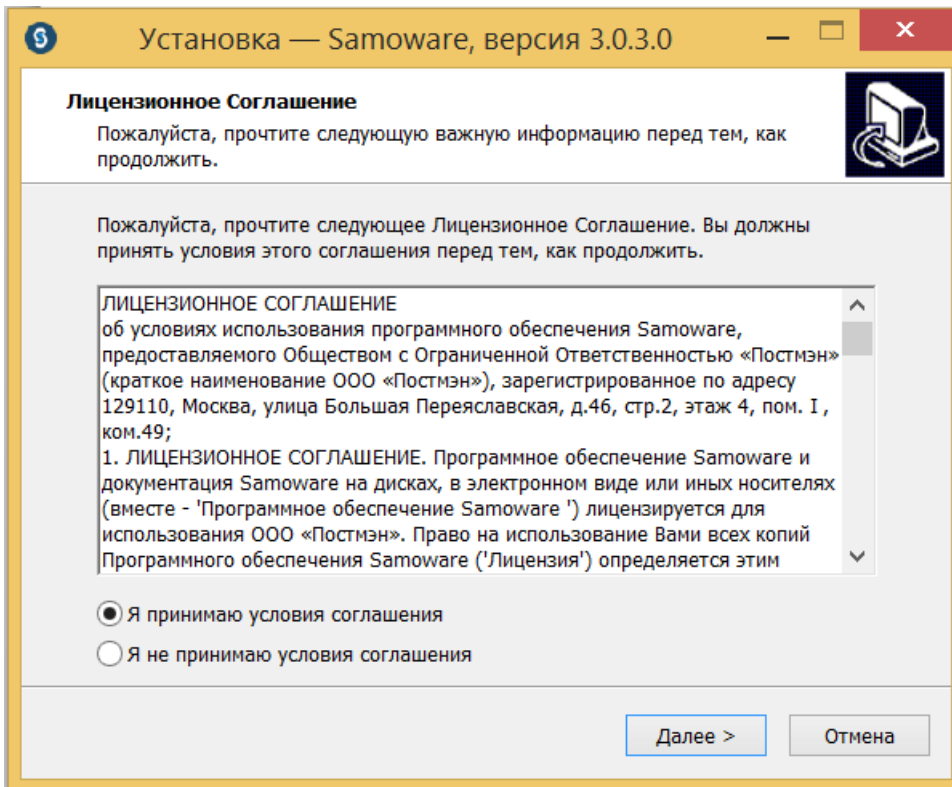 Установка — Samoware, версия 3.0.3.0
Лицензионное Соглашение
Пожалуйста, прочтите следующую важную информацию перед тем, как
продолжить.
Пожалуйста, прочтите следующее Лицензионное Соглашение. Вы должны
принять условия этого соглашения перед тем, как продолжить.
ЛИЦЕНЗИОННОЕ СОГЛАШЕНИЕ
об условиях использования программного обеспечения Samoware,
предоставляемого Обществом с Ограниченной Ответственностью «Постмэн»
(краткое наименование ООО «Постмэн»), зарегистрированное по адресу
129110, Москва, улица Большая Переяславская, д.46, стр.2, этаж 4, пом. I ,
ком.49;
1. ЛИЦЕНЗИОННОЕ СОГЛАШЕНИЕ. Программное обеспечение Samoware и
документация Samoware на дисках, в электронном виде или иных носителях
(вместе - 'Программное обеспечение Samoware ') лицензируется для
использования ООО «Постмэн». Право на использование Вами всех копий
Программного обеспечения Samoware ('Лицензия') определяется этим
Я принимаю условия соглашения
Я не принимаю условия соглашения
Далее >
Отмена